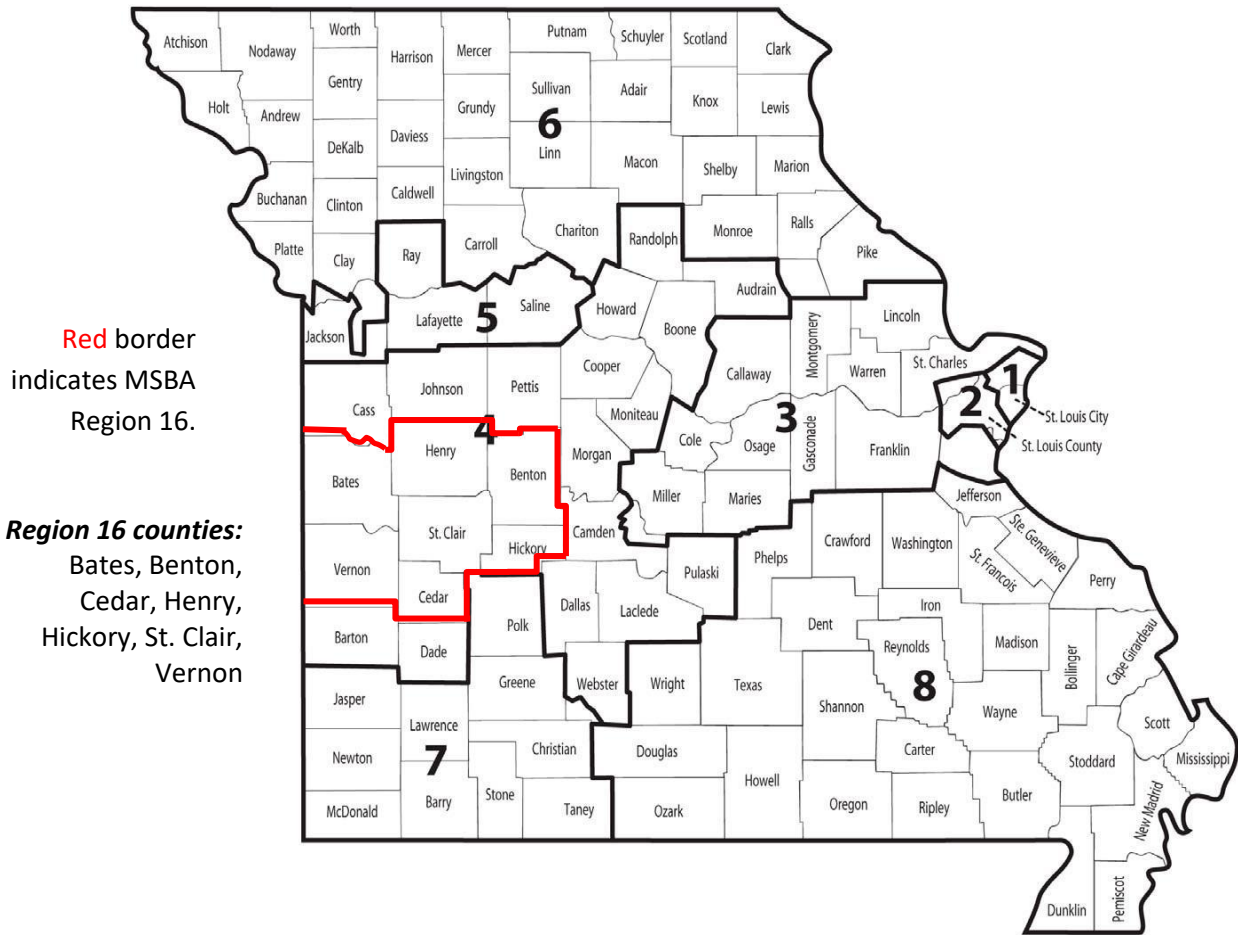 Red border
indicates MSBA
Region 16.
Region 16 counties:
Bates, Benton,
Cedar, Henry,
Hickory, St. Clair,
Vernon
Atchison
Nodaway
Worth
Harrison
Mercer
Putnam
Schuyler
Scotland
Clark
Holt
Andrew
Gentry
Grundy
Sullivan
Adair
Knox
Lewis
6
DeKalb
Daviess
Livingston
Linn
Macon
Shelby
Marion
Buchanan
Clinton
Caldwell
Platte
Clay
Ray
Carroll
Chariton
Randolph
Monroe
Ralls
Pike
Jackson
Lafayette
5
Saline
Howard
Boone
Audrain
Lincoln
Cass
Johnson
Pettis
Cooper
Moniteau
Callaway
Montgomery
Warren
St. Charles
1
2
St. Louis City
St. Louis County
4
3
Bates
Henry
Benton
Morgan
Cole
Osage
Gasconade
Franklin
Miller
Maries
Jefferson
St. Clair
Hickory
Camden
Vernon
Cedar
Pulaski
Phelps
Crawford
Washington
St. Francois
Ste. Genevieve
Perry
Barton
Dade
Polk
Dallas
Laclede
Dent
Iron
Reynolds
Madison
Bollinger
Cape Girardeau
Jasper
Lawrence
Greene
Webster
Wright
Texas
Shannon
8
Wayne
Scott
Mississippi
Newton
7
Christian
Douglas
Howell
Carter
Stoddard
New Madrid
McDonald
Barry
Stone
Taney
Ozark
Oregon
Ripley
Butler
Dunklin
Pemiscot